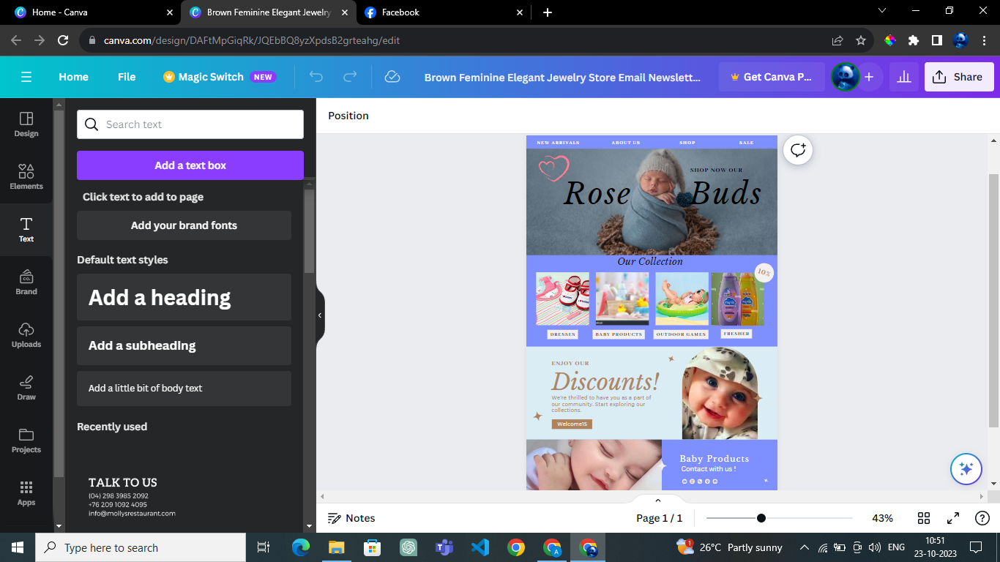 Home - Canva
Brown Feminine Elegant Jewelry
Facebook
canva.com/design/DAFtMpGiqRk/JQEbBQ8yzXpdsB2grteahg/edit
Home
File
Magic Switch
NEW
Brown Feminine Elegant Jewelry Store Email Newslett...
Get Canva P...
Share
Design
Elements
Text
CO.
Brand
Uploads
Draw
Projects
Apps
Search text
Add a text box
Click text to add to page
Add your brand fonts
Default text styles
Add a heading
Add a subheading
Add a little bit of body text
Recently used
TALK TO US
(04) 298 3985 2092
+76 209 1092 4095
info@mollysrestaurant.com
Position
NEW ARRIVALS ABOUT US SHOP SALE
SHOP NOW OUR
Rose Buds
Our Collection
10%
DRESSES BABY PRODUCTS OUTDOOR GAMES FRESHER
ENJOY OUR
Discounts!
We're thrilled to have you as a part of
our community. Start exploring our
collections.
Welcome15
Baby Products
Contact with us !
Notes
Page 1 / 1
43%
Type here to search
1
26°C Partly sunny
ENG
10:51
23-10-2023